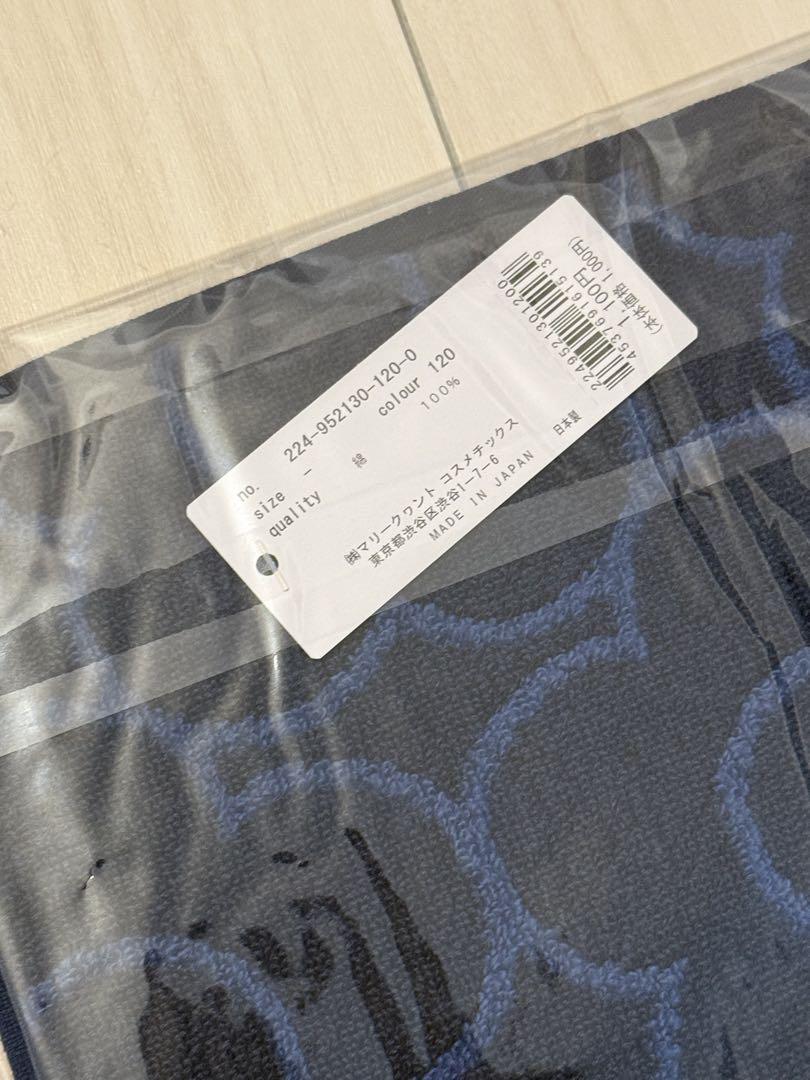 no. 224-952130-120-0
size - colour 120
quality 綿 100%
㈱マリークヮント コスメチックス
東京都渋谷区渋谷1-7-6
MADE IN JAPAN 日本製
2249521301200
4537691615139
1,100円
(本体価格 1,000円)